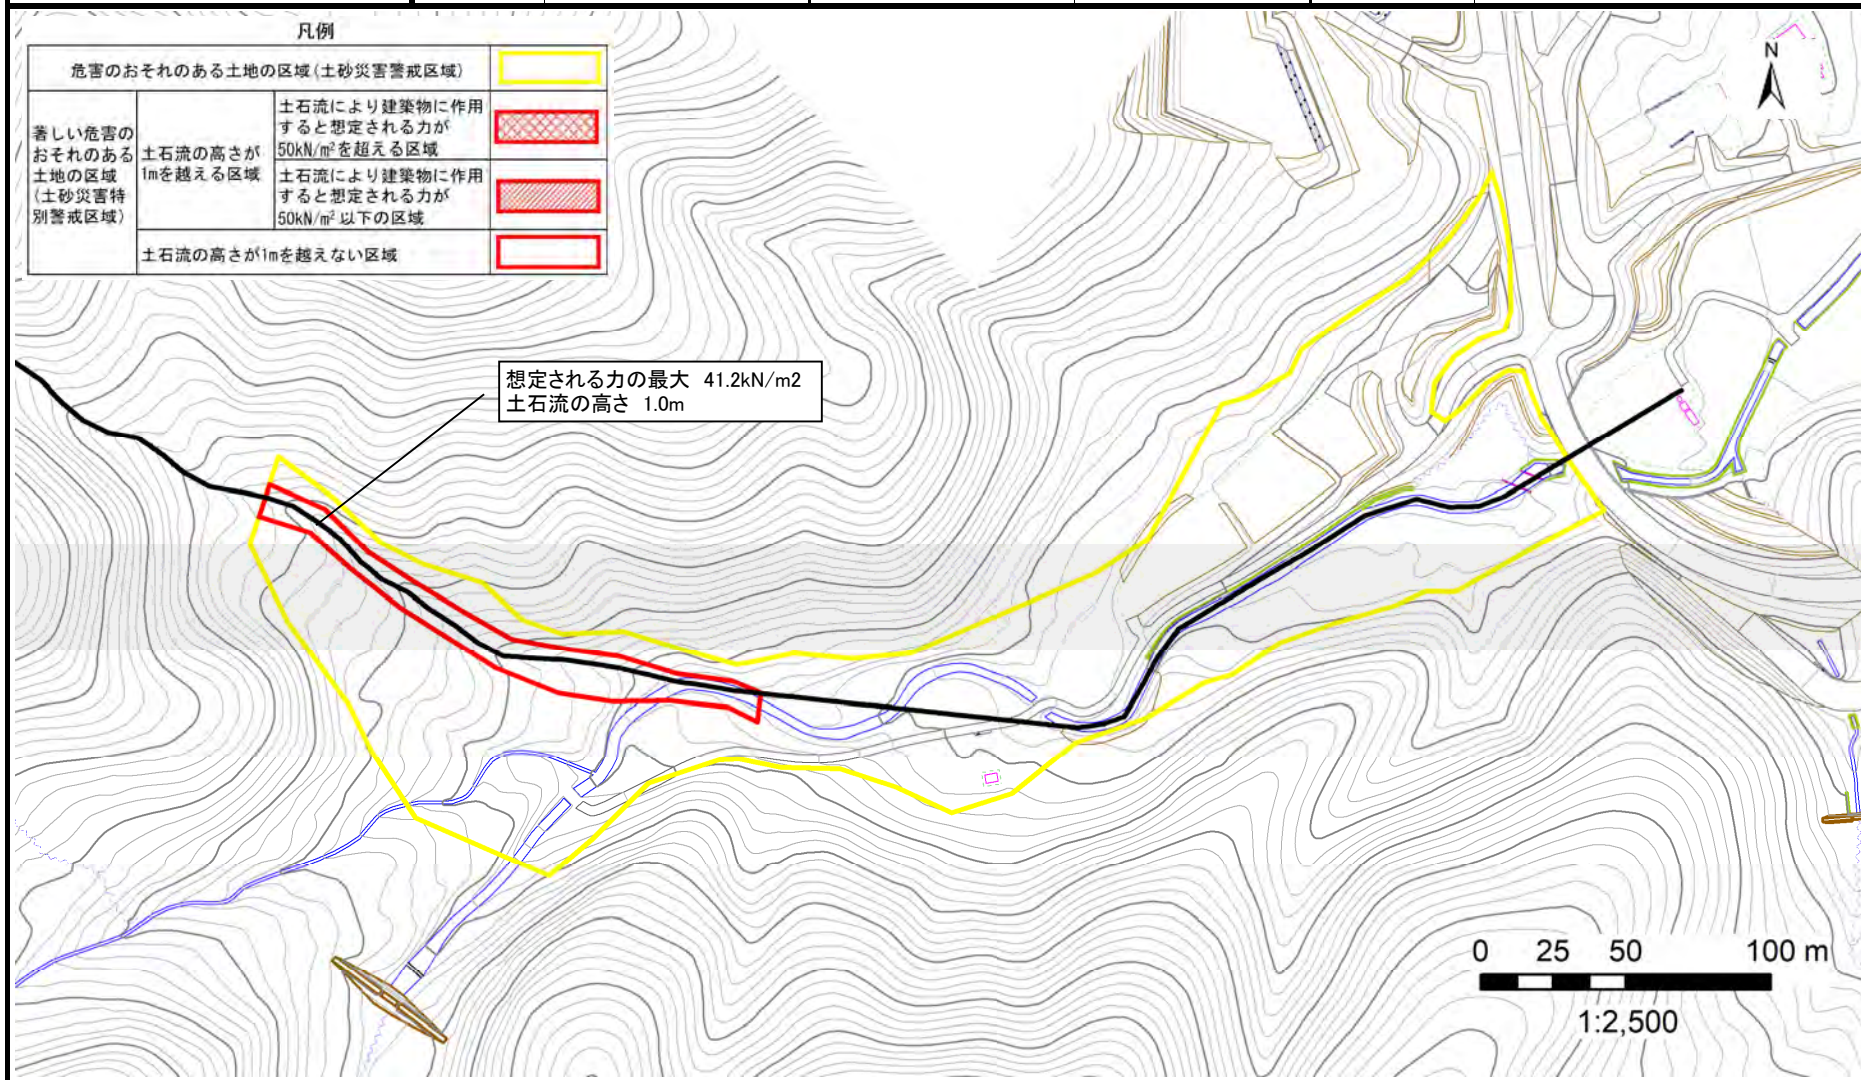 凡例
危害のおそれのある土地の区域(土砂災害警戒区域)
著しい危害の
おそれのある
土地の区域
(土砂災害特
別警戒区域)
土石流の高さが
1mを越える区域
土石流により建築物に作用
すると想定される力が
50kN/m²を超える区域
土石流により建築物に作用
すると想定される力が
50kN/m²以下の区域
土石流の高さが1mを越えない区域
N
想定される力の最大 41.2kN/m2
土石流の高さ 1.0m
0 25 50 100 m
1:2,500